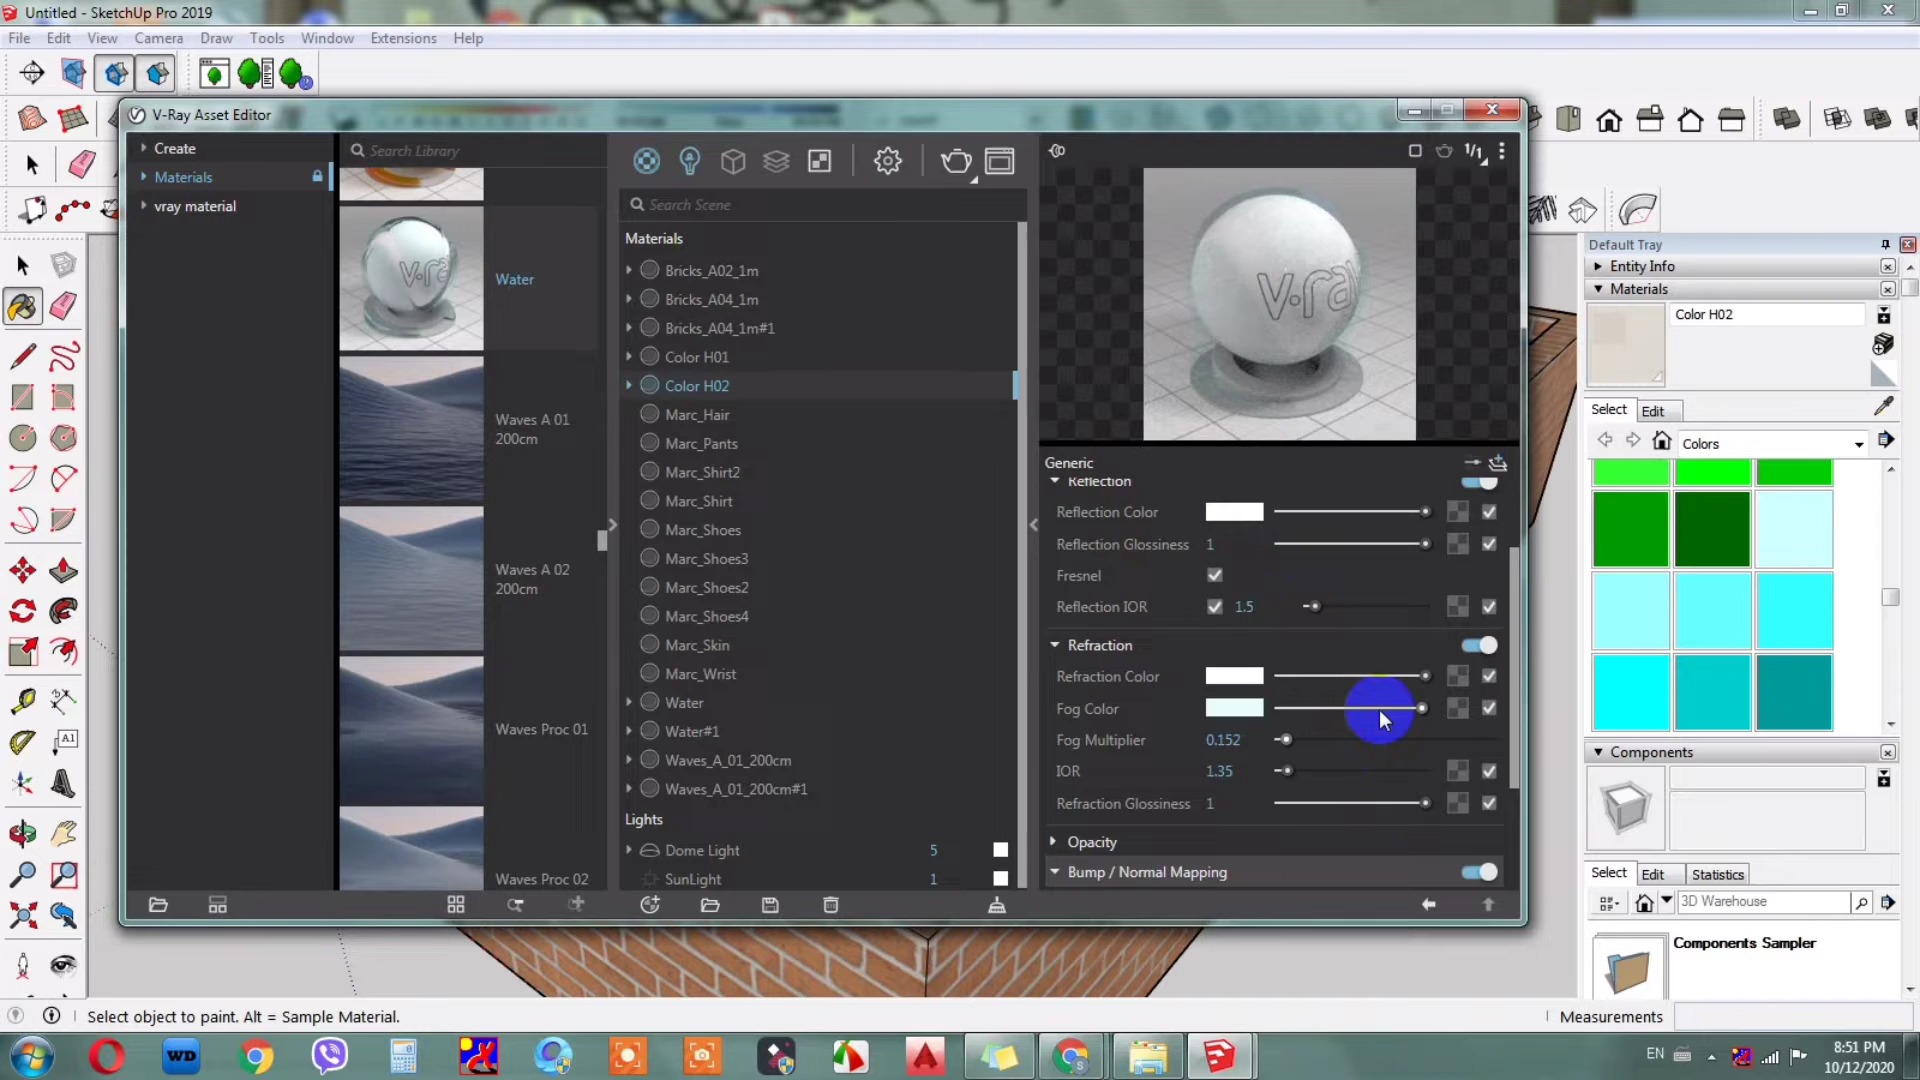 Untitled - SketchUp Pro 2019
File Edit View Camera Draw Tools Window Extensions Help
V-Ray Asset Editor
Create
Materials
vray material
Search Library
Water
Waves A 01
200cm
Waves A 02
200cm
Waves Proc 01
Waves Proc 02
Search Scene
Materials
Bricks_A02_1m
Bricks_A04_1m
Bricks_A04_1m#1
Color H01
Color H02
Marc_Hair
Marc_Pants
Marc_Shirt2
Marc_Shirt
Marc_Shoes
Marc_Shoes3
Marc_Shoes2
Marc_Shoes4
Marc_Skin
Marc_Wrist
Water
Water#1
Waves_A_01_200cm
Waves_A_01_200cm#1
Lights
Dome Light 5
SunLight 1
1/1
v·ray
Generic
Reflection
Reflection Color
Reflection Glossiness 1
Fresnel
Reflection IOR 1.5
Refraction
Refraction Color
Fog Color
Fog Multiplier 0.152
IOR 1.35
Refraction Glossiness 1
Opacity
Bump / Normal Mapping
Default Tray
Entity Info
Materials
Color H02
Select Edit
Colors
Components
Select Edit Statistics
3D Warehouse
Components Sampler
A1
Select object to paint. Alt = Sample Material.
Measurements
WD
EN
8:51 PM
10/12/2020